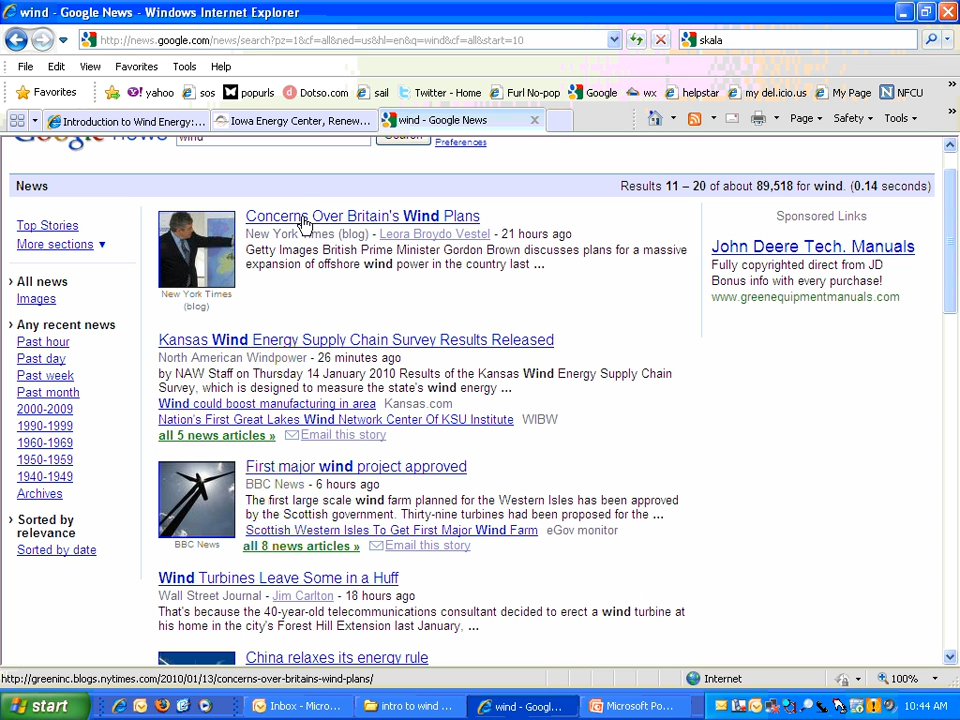 wind - Google News - Windows Internet Explorer
http://news.google.com/news/search?pz=1&cf=all&ned=us&hl=en&q=wind&cf=all&start=10
skala
File Edit View Favorites Tools Help
Favorites yahoo sos popurls Dotso.com sail Twitter - Home Furl No-pop Google wx helpstar my del.icio.us My Page NFCU
Introduction to Wind Energy:... Iowa Energy Center, Renew... wind - Google News Page Safety Tools
Google news wind Search Preferences
News Results 11 – 20 of about 89,518 for wind. (0.14 seconds)
Top Stories
More sections ▼
All news
Images
Any recent news
Past hour
Past day
Past week
Past month
2000-2009
1990-1999
1960-1969
1950-1959
1940-1949
Archives
Sorted by
relevance
Sorted by date
New York Times
(blog)
Concerns Over Britain's Wind Plans
New York Times (blog) - Leora Broydo Vestel - 21 hours ago
Getty Images British Prime Minister Gordon Brown discusses plans for a massive
expansion of offshore wind power in the country last ...
Kansas Wind Energy Supply Chain Survey Results Released
North American Windpower - 26 minutes ago
by NAW Staff on Thursday 14 January 2010 Results of the Kansas Wind Energy Supply Chain
Survey, which is designed to measure the state's wind energy ...
Wind could boost manufacturing in area Kansas.com
Nation's First Great Lakes Wind Network Center Of KSU Institute WIBW
all 5 news articles » Email this story
BBC News
First major wind project approved
BBC News - 6 hours ago
The first large scale wind farm planned for the Western Isles has been approved
by the Scottish government. Thirty-nine turbines had been proposed for the ...
Scottish Western Isles To Get First Major Wind Farm eGov monitor
all 8 news articles » Email this story
Wind Turbines Leave Some in a Huff
Wall Street Journal - Jim Carlton - 18 hours ago
That's because the 40-year-old telecommunications consultant decided to erect a wind turbine at
his home in the city's Forest Hill Extension last January, ...
China relaxes its energy rule
Sponsored Links
John Deere Tech. Manuals
Fully copyrighted direct from JD
Bonus info with every purchase!
www.greenequipmentmanuals.com
http://greeninc.blogs.nytimes.com/2010/01/13/concerns-over-britains-wind-plans/ Internet 100%
start Inbox - Micro... intro to wind ... wind - Googl... Microsoft Po... 10:44 AM